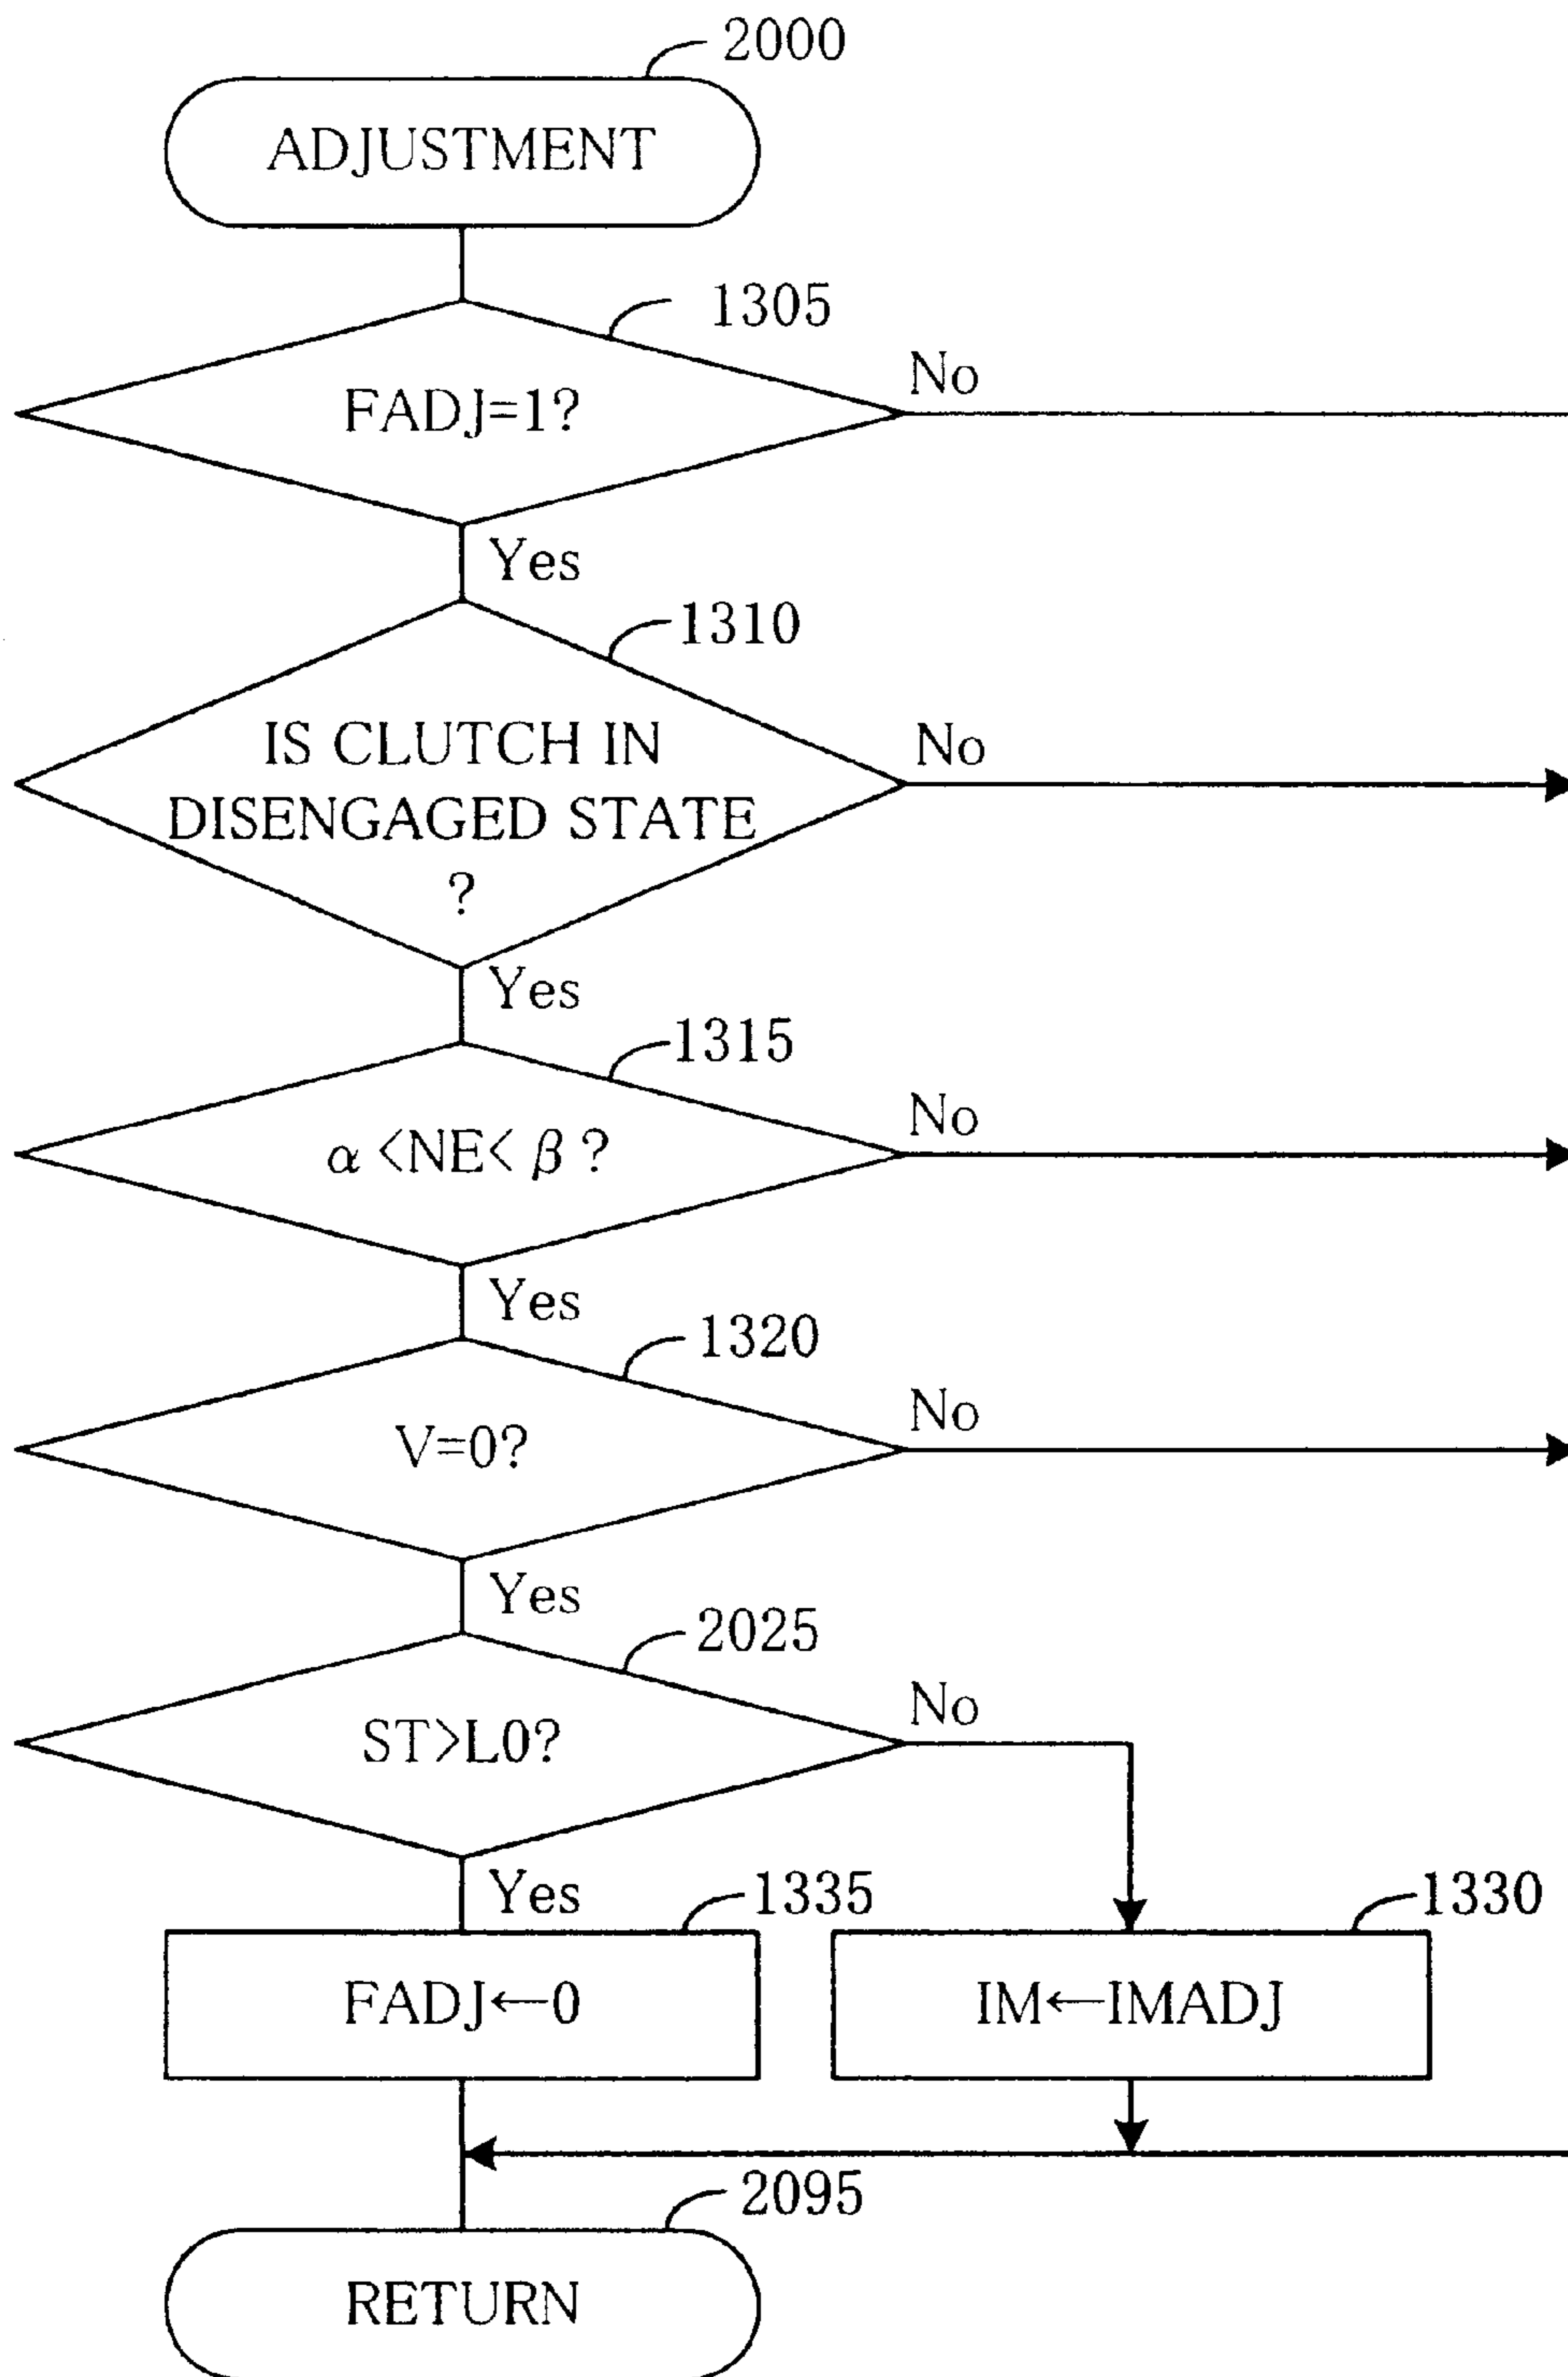 2000
ADJUSTMENT
1305
FADJ=1?
No
Yes
1310
IS CLUTCH IN
DISENGAGED STATE
?
No
Yes
1315
α<NE<β?
No
Yes
1320
V=0?
No
Yes
2025
ST>L0?
No
Yes
1335
FADJ←0
1330
IM←IMADJ
2095
RETURN